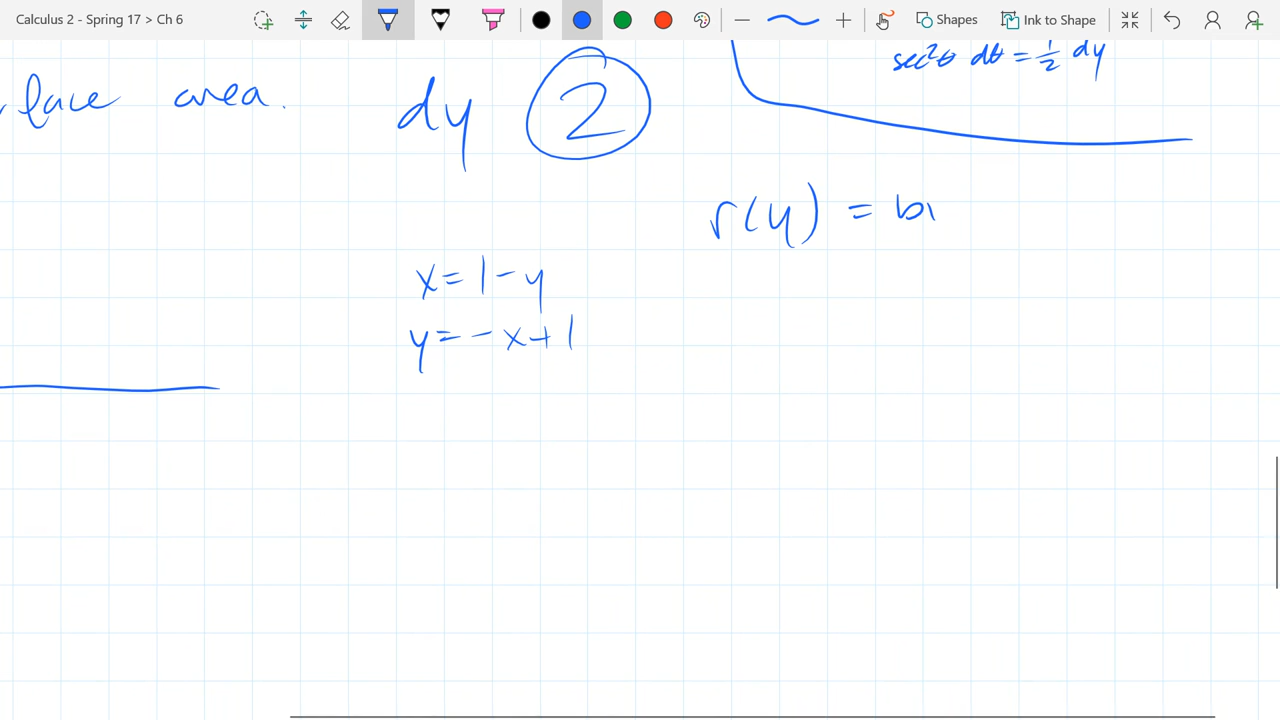 Calculus 2 - Spring 17 > Ch 6
Shapes
Ink to Shape
sec²θ dθ = 1/2 dy
face area.
dy 2
r(y) =
x = 1 - y
y = - x + 1